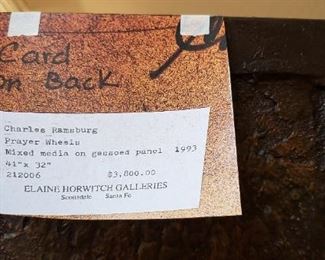 Card
on Back
Charles Ramsburg
Prayer Wheels
Mixed media on gessoed panel 1993
41"x 32"
212006 $3,800.00
ELAINE HORWITCH GALLERIES
Scottsdale Santa Fe